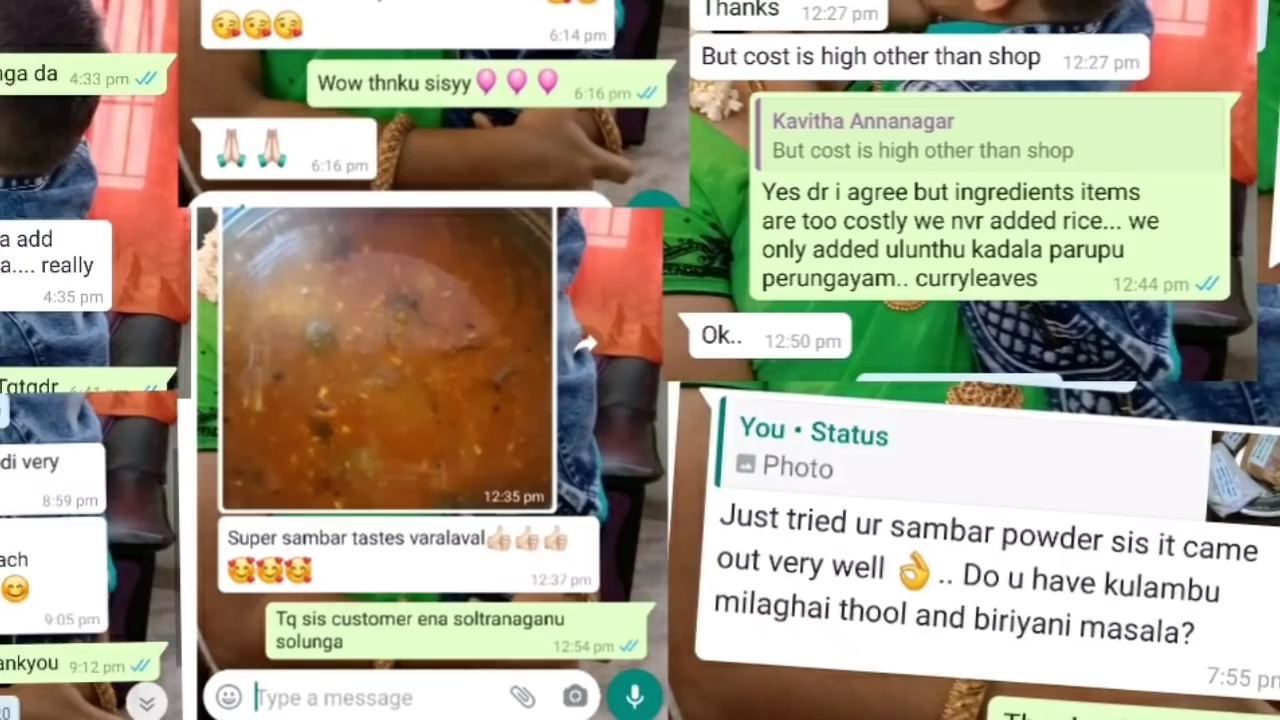 nga da 4:33 pm
a add
a.... really
4:35 pm
Tatadr
di very
8:59 pm
ach
9:05 pm
ankyou 9:12 pm
6:14 pm
Wow thnku sisyy 6:16 pm
6:16 pm
12:35 pm
Super sambar tastes varalaval
12:37 pm
Tq sis customer ena soltranaganu
solunga 12:54 pm
Type a message
Thanks 12:27 pm
But cost is high other than shop 12:27 pm
Kavitha Annanagar
But cost is high other than shop
Yes dr i agree but ingredients items
are too costly we nvr added rice... we
only added ulunthu kadala parupu
perungayam.. curryleaves 12:44 pm
Ok.. 12:50 pm
You • Status
Photo
Just tried ur sambar powder sis it came
out very well 👌 .. Do u have kulambu
milaghai thool and biriyani masala?
7:55 pm